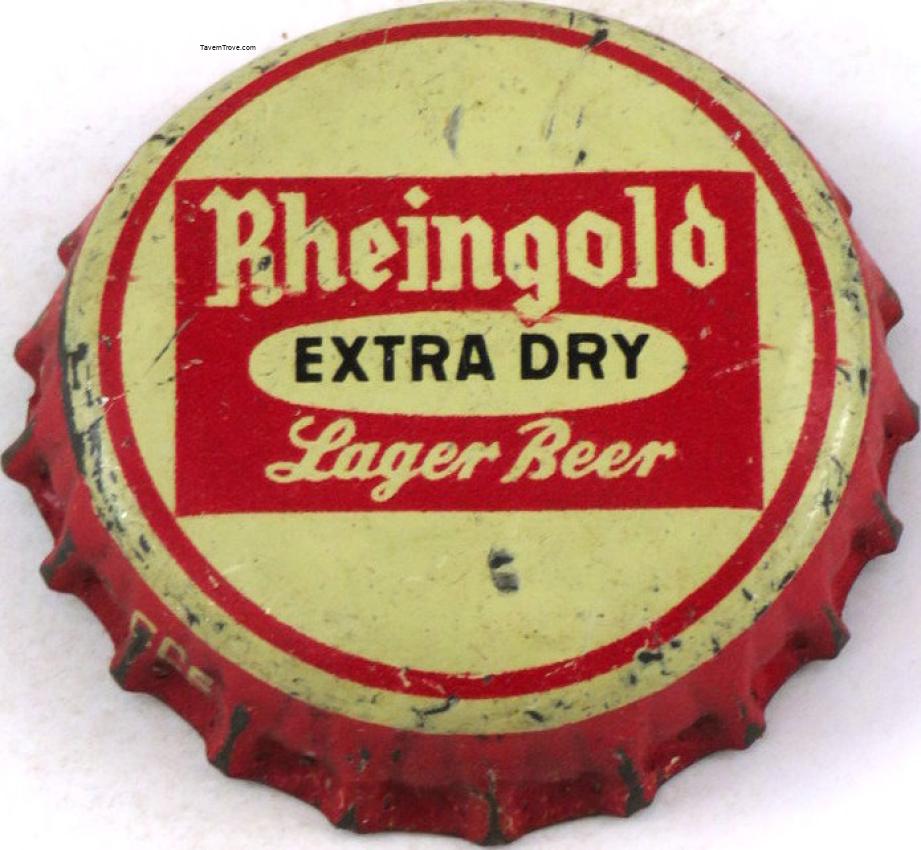 TavernTrove.com
Rheingold
EXTRA DRY
Lager Beer